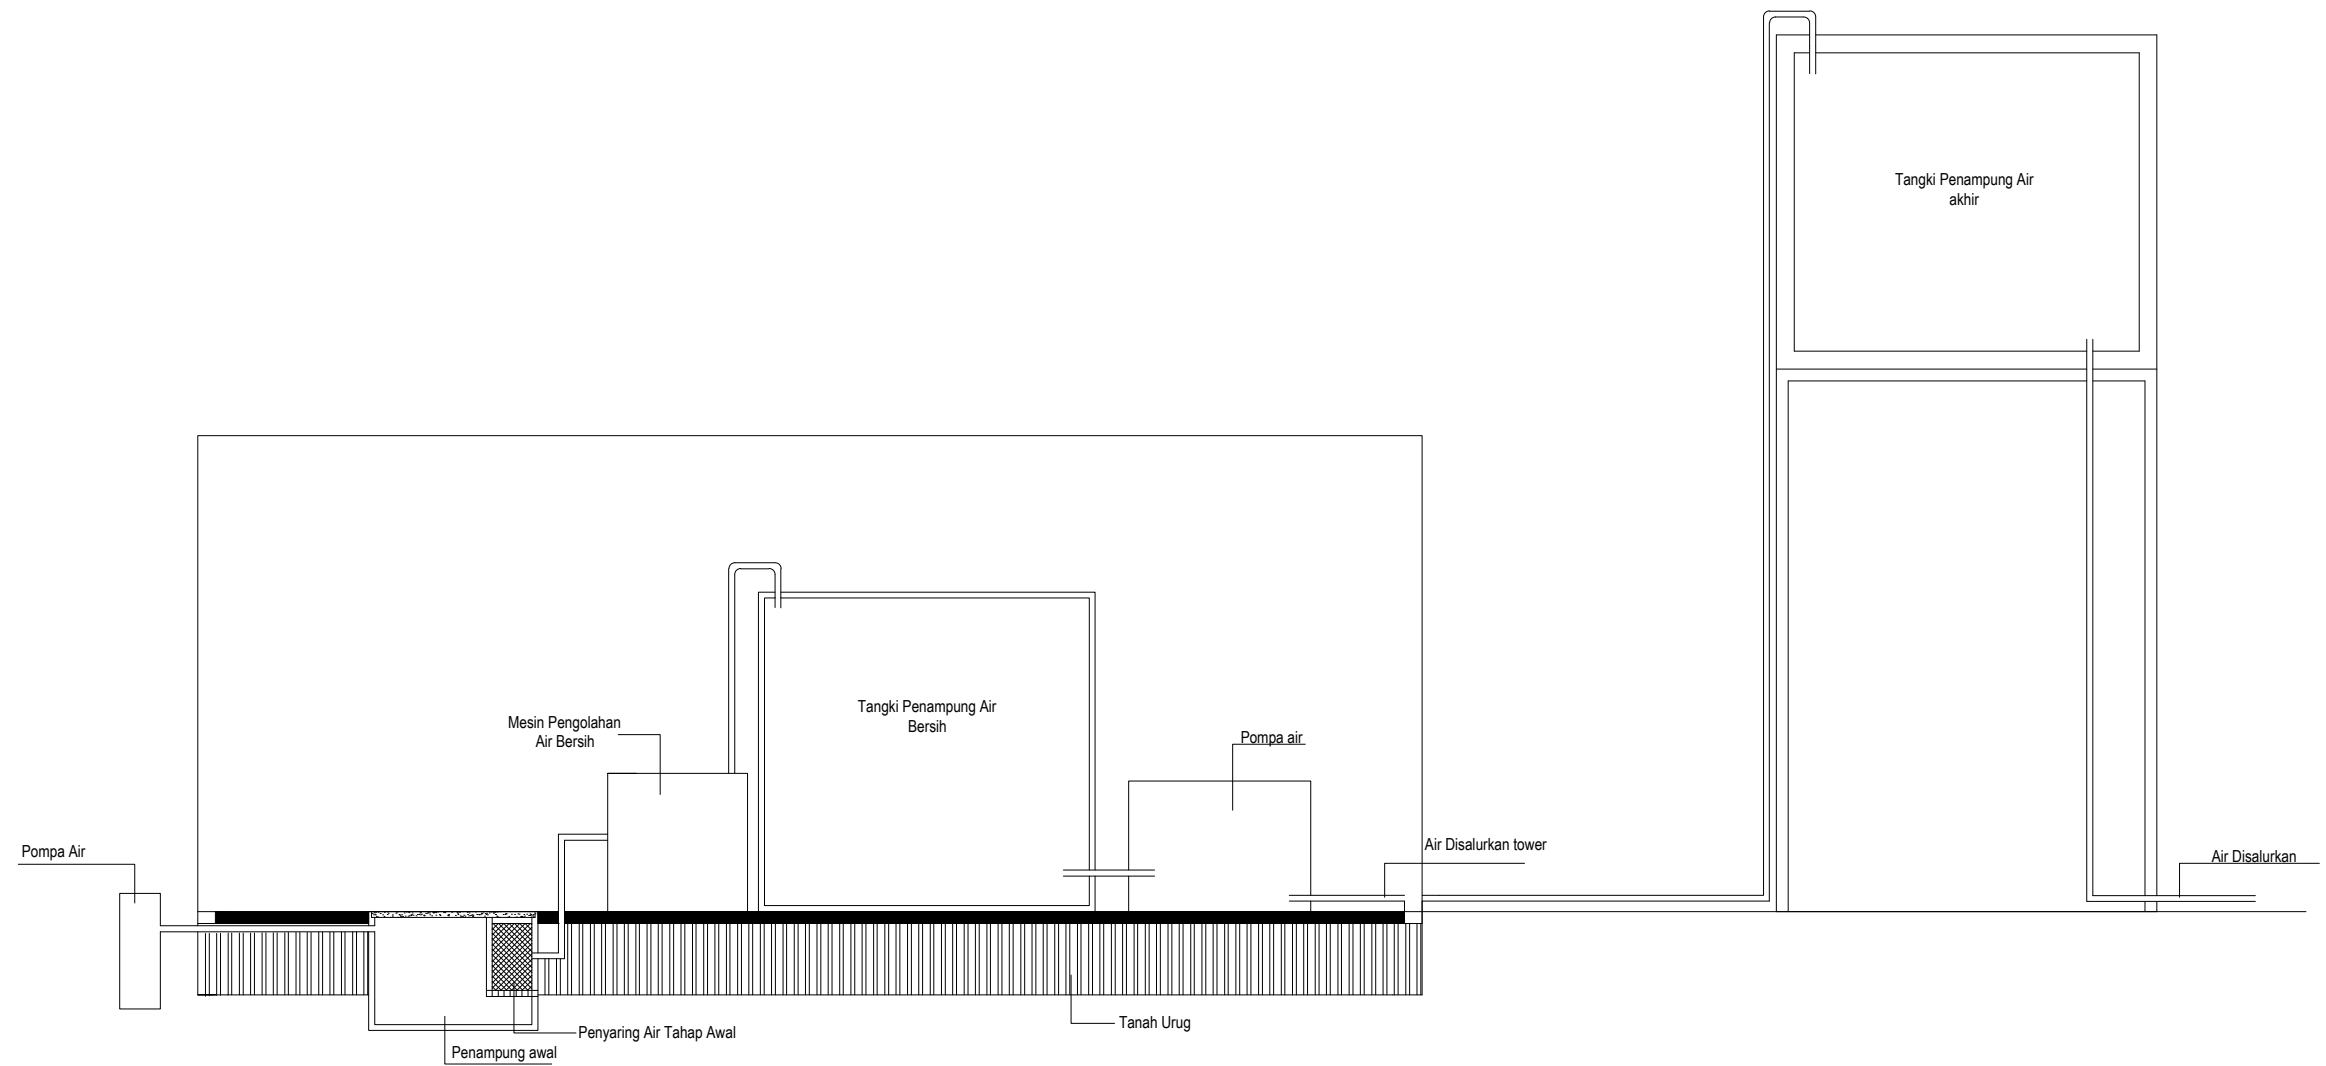 Tangki Penampung Air
akhir
Mesin Pengolahan
Air Bersih
Tangki Penampung Air
Bersih
Pompa air
Air Disalurkan tower
Pompa Air
Air Disalurkan
Penyaring Air Tahap Awal
Penampung awal
Tanah Urug